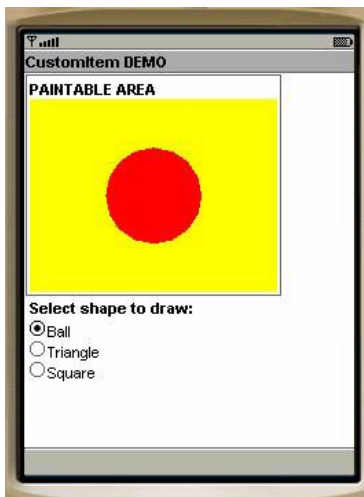 CustomItem DEMO
PAINTABLE AREA
Select shape to draw:
Ball
Triangle
Square